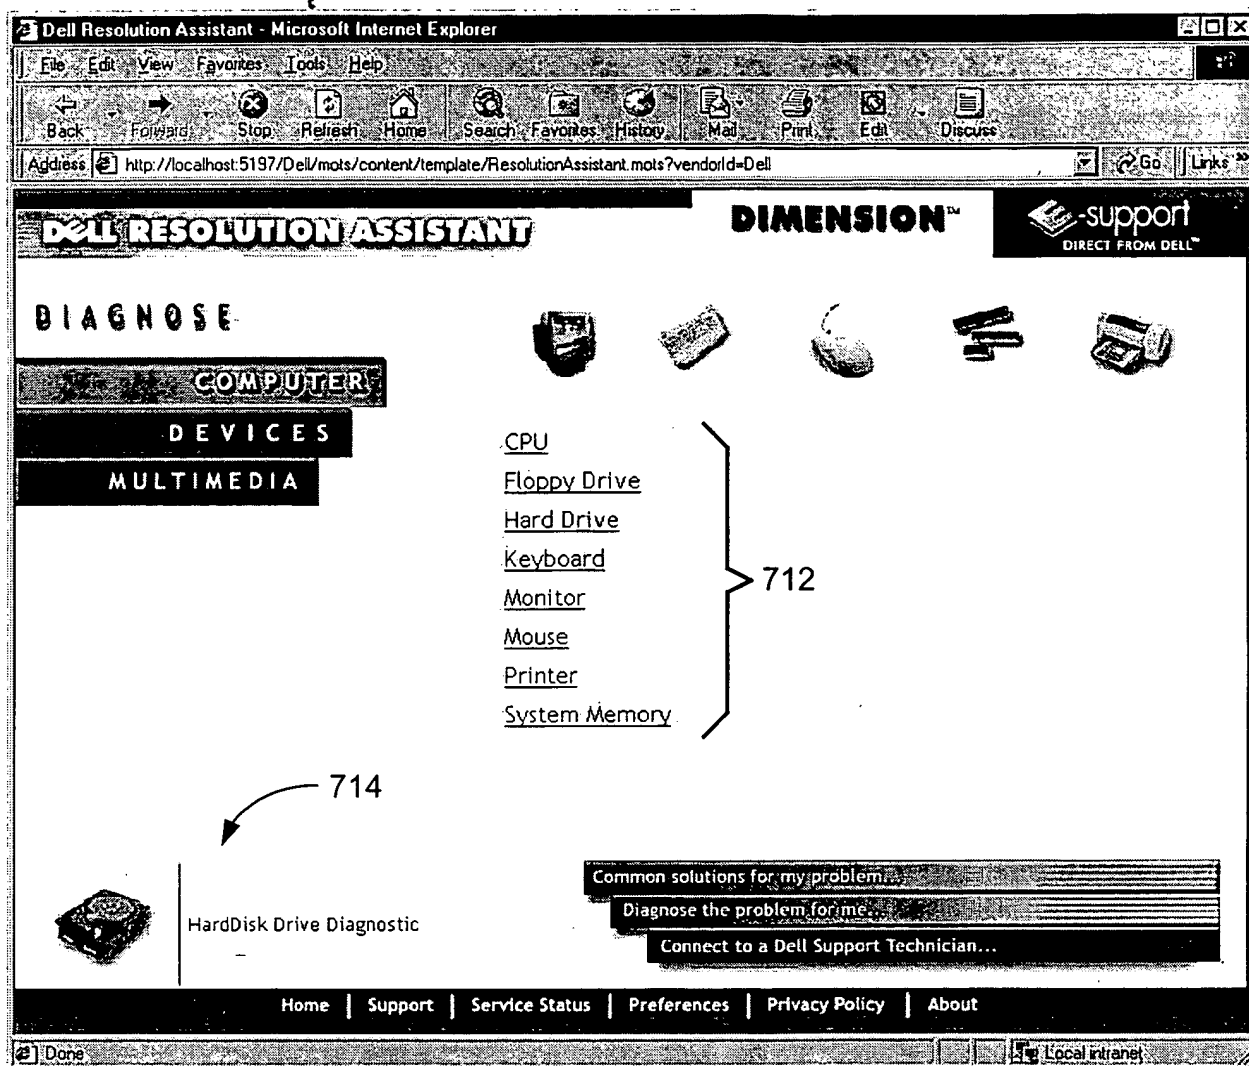 Dell Resolution Assistant - Microsoft Internet Explorer
File Edit View Favorites Tools Help
Back Forward Stop Refresh Home Search Favorites History Mail Print Edit Discuss
Address http://localhost:5197/Dell/mots/content/template/ResolutionAssistant.mots?vendorId=Dell Go Links »
DELL RESOLUTION ASSISTANT
DIMENSION™
e-support
DIRECT FROM DELL™
DIAGNOSE
COMPUTER
DEVICES
MULTIMEDIA
CPU
Floppy Drive
Hard Drive
Keyboard
Monitor
Mouse
Printer
System Memory
712
714
HardDisk Drive Diagnostic
Common solutions for my problem...
Diagnose the problem for me...
Connect to a Dell Support Technician...
Home | Support | Service Status | Preferences | Privacy Policy | About
Done
Local intranet